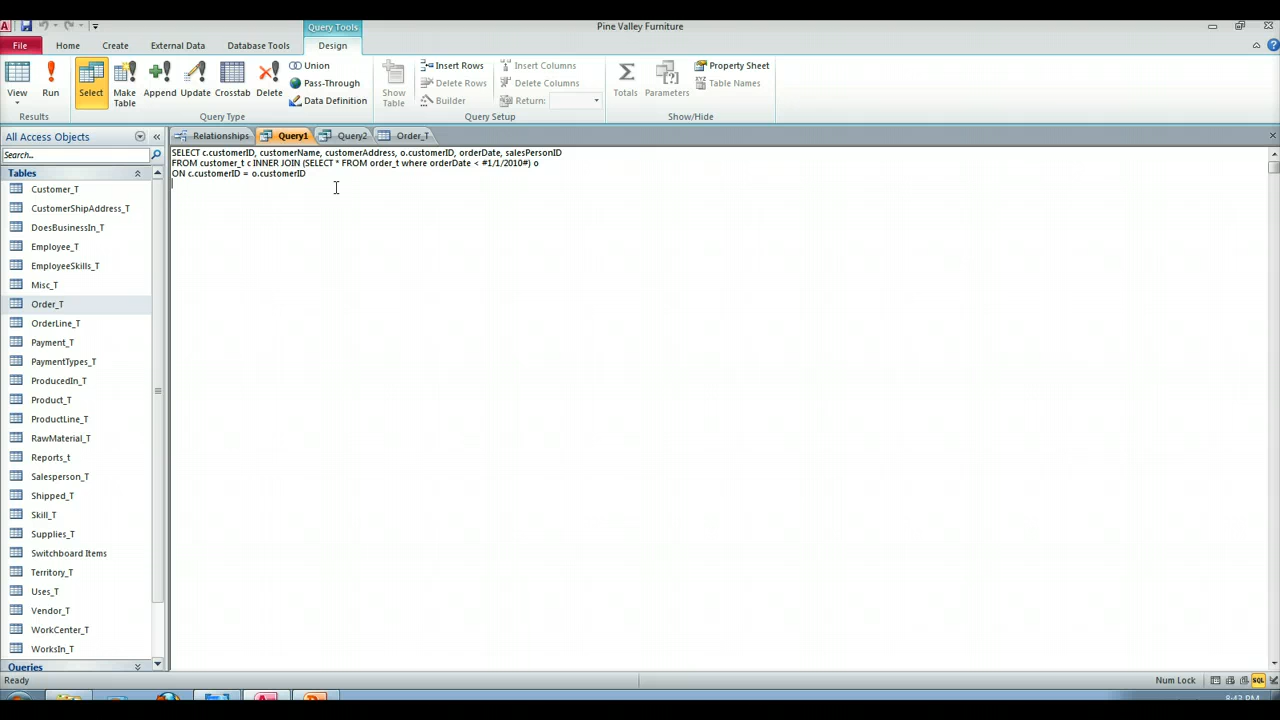 Query Tools
Pine Valley Furniture
File
Home
Create
External Data
Database Tools
Design
View
Run
Select
Make Table
Append
Update
Crosstab
Delete
Union
Pass-Through
Data Definition
Show Table
Insert Rows
Delete Rows
Builder
Insert Columns
Delete Columns
Return:
Totals
Parameters
Property Sheet
Table Names
Results
Query Type
Query Setup
Show/Hide
All Access Objects
Relationships
Query1
Query2
Order_T
Search...
SELECT c.customerID, customerName, customerAddress, o.customerID, orderDate, salesPersonID
FROM customer_t c INNER JOIN (SELECT * FROM order_t where orderDate < #1/1/2010#) o
ON c.customerID = o.customerID
Tables
Customer_T
CustomerShipAddress_T
DoesBusinessIn_T
Employee_T
EmployeeSkills_T
Misc_T
Order_T
OrderLine_T
Payment_T
PaymentTypes_T
ProducedIn_T
Product_T
ProductLine_T
RawMaterial_T
Reports_t
Salesperson_T
Shipped_T
Skill_T
Supplies_T
Switchboard Items
Territory_T
Uses_T
Vendor_T
WorkCenter_T
WorksIn_T
Queries
Ready
Num Lock
SQL
8:43 PM